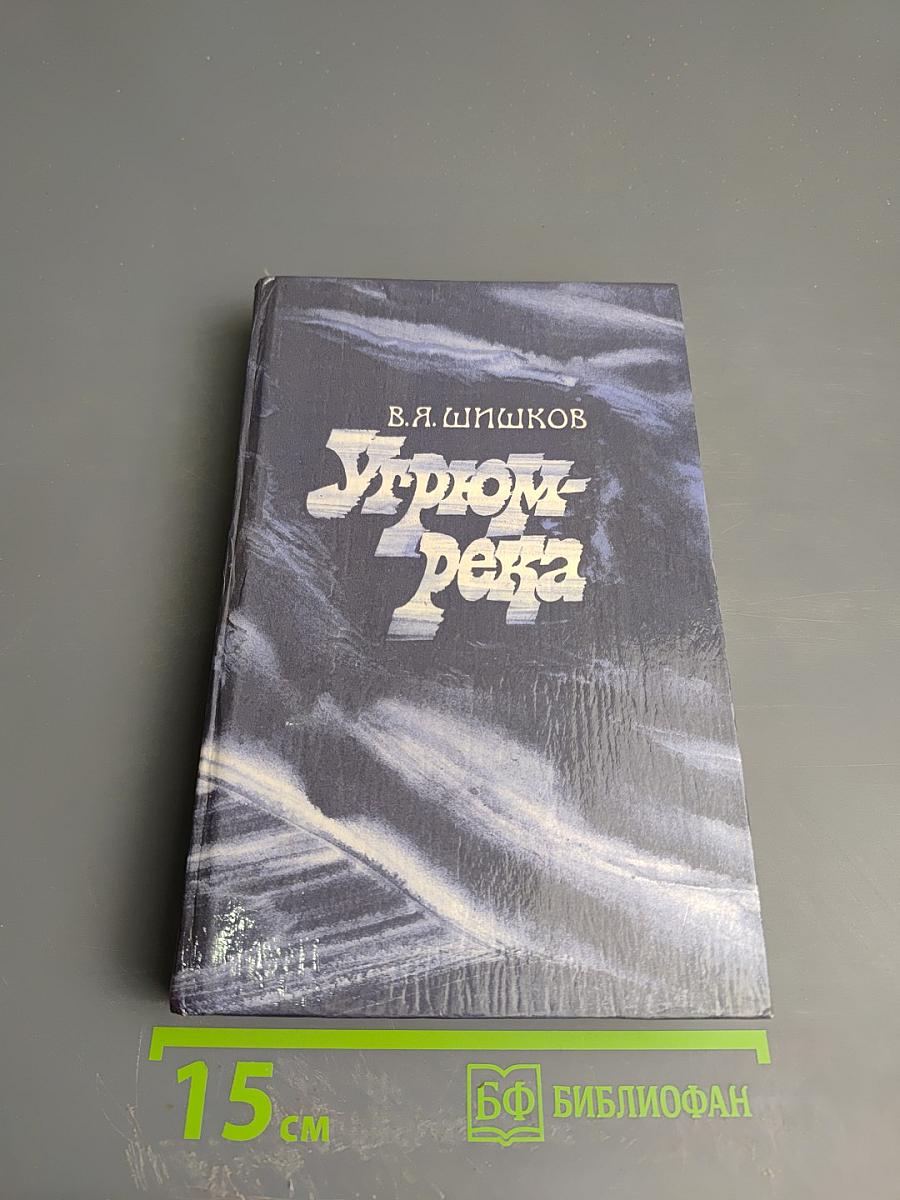 В.Я. ШИШКОВ
Угрюм-
река
15 см
БФ БИБЛИОФАН